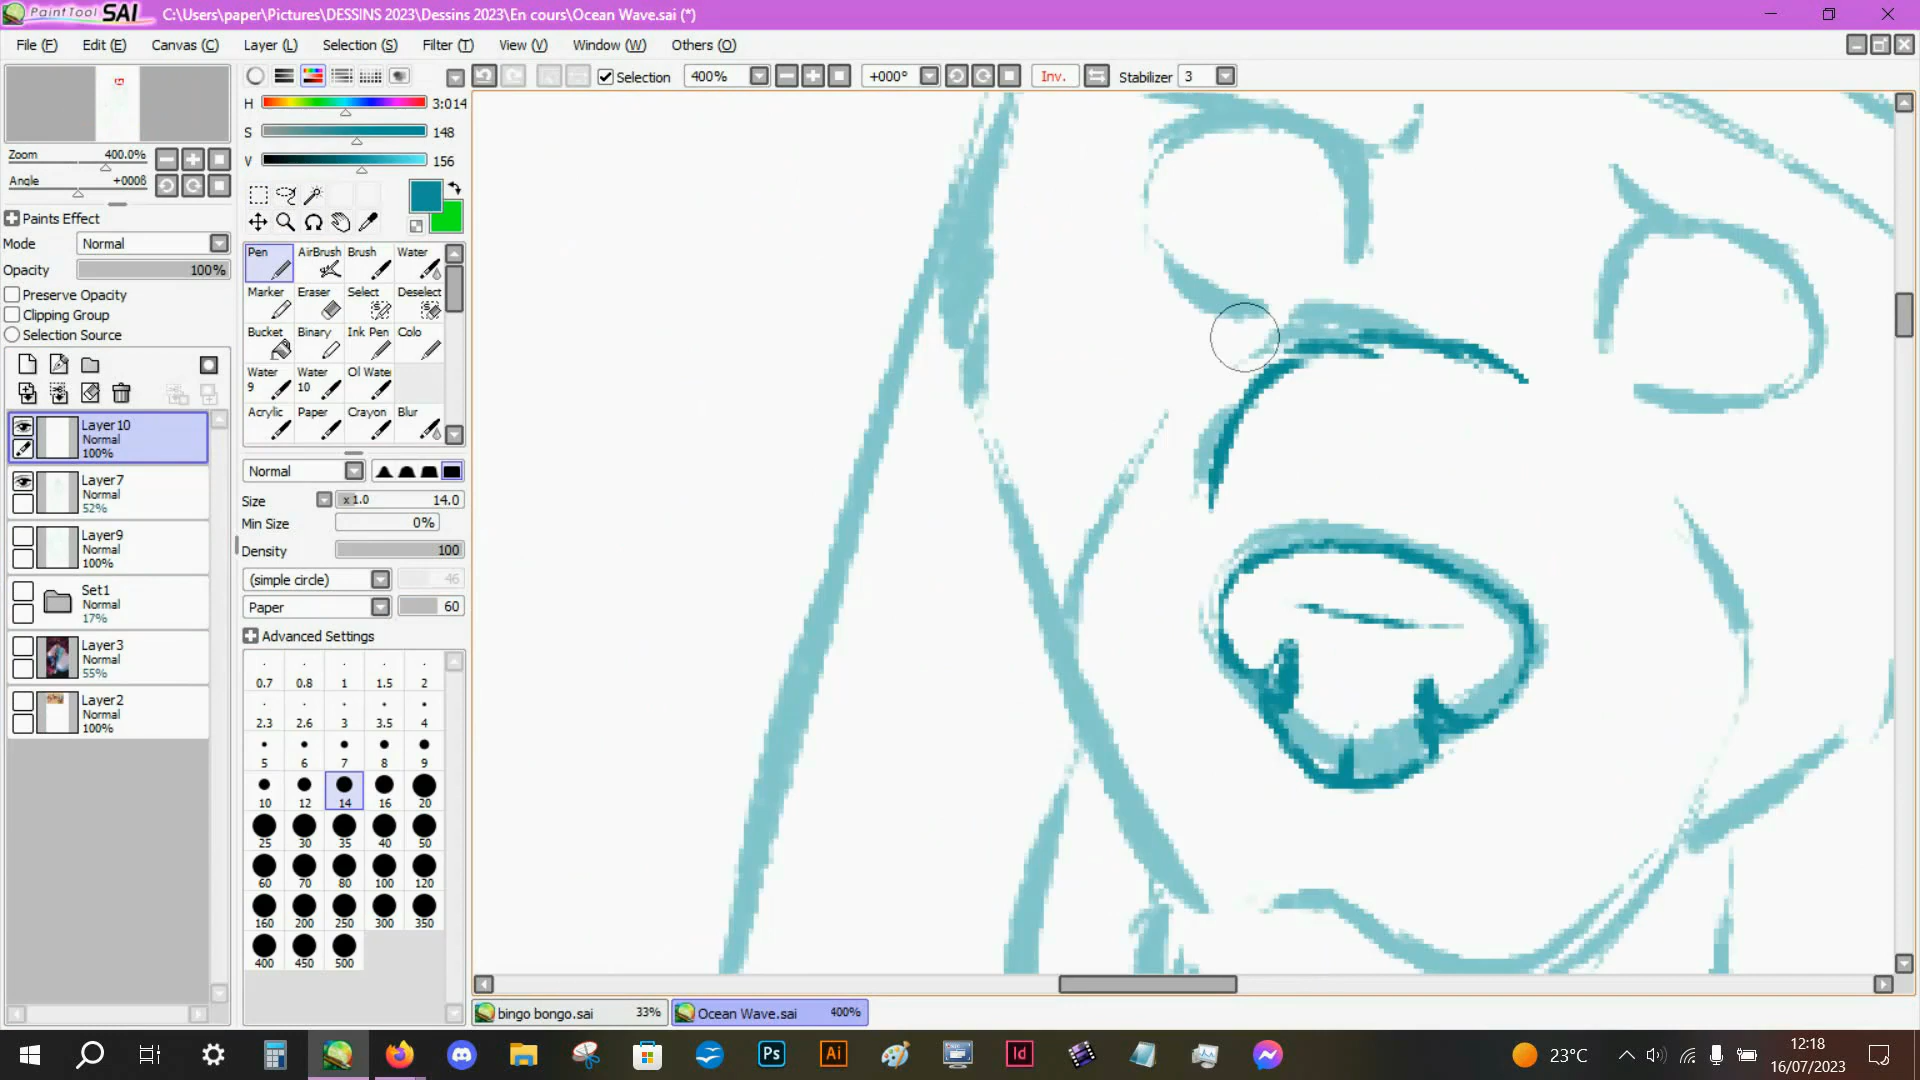 PaintTool SAI C:\Users\paper\Pictures\DESSINS 2023\Dessins 2023\En cours\Ocean Wave.sai (*)
File (F) Edit (E) Canvas (C) Layer (L) Selection (S) Filter (T) View (V) Window (W) Others (O)
Selection 400% +000° Inv. Stabilizer 3
H 3:014
S 148
V 156
Zoom 400.0%
Angle +000ß
Paints Effect
Mode Normal
Opacity 100%
Preserve Opacity
Clipping Group
Selection Source
Layer10
Normal
100%
Layer7
Normal
52%
Layer9
Normal
100%
Set1
Normal
17%
Layer3
Normal
55%
Layer2
Normal
100%
Pen AirBrush Brush Water
Marker Eraser Select Deselect
Bucket Binary Ink Pen Colo
Water 9 Water 10 Ol Wate
Acrylic Paper Crayon Blur
Normal
Size x1.0 14.0
Min Size 0%
Density 100
(simple circle) 46
Paper 60
Advanced Settings
0.7 0.8 1 1.5 2
2.3 2.6 3 3.5 4
5 6 7 8 9
10 12 14 16 20
25 30 35 40 50
60 70 80 100 120
160 200 250 300 350
400 450 500
bingo bongo.sai 33% Ocean Wave.sai 400%
Ps Ai Id 23°C
12:18
16/07/2023